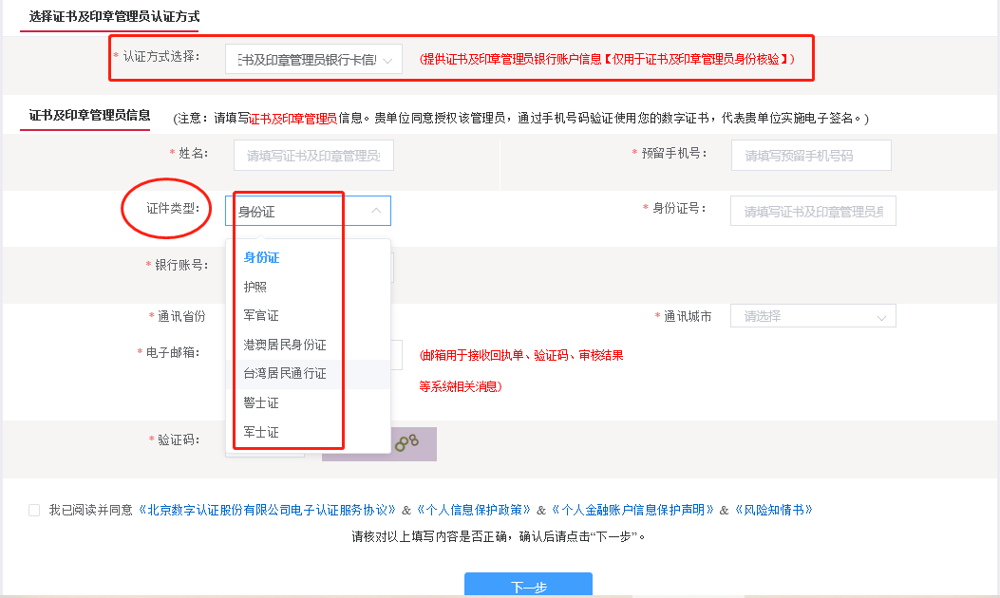 选择证书及印章管理员认证方式
* 认证方式选择： 书及印章管理员银行卡信 (提供证书及印章管理员银行账户信息【仅用于证书及印章管理员身份核验】)
证书及印章管理员信息 (注意：请填写证书及印章管理员信息。贵单位同意授权该管理员，通过手机号码验证使用您的数字证书，代表贵单位实施电子签名。)
* 姓名： 请填写证书及印章管理员 * 预留手机号： 请填写预留手机号码
证件类型： 身份证 * 身份证号： 请填写证书及印章管理员身
身份证
* 银行账号：
护照
* 通讯省份 军官证 * 通讯城市 请选择
港澳居民身份证
* 电子邮箱： (邮箱用于接收回执单、验证码、审核结果
台湾居民通行证
等系统相关消息)
警士证
* 验证码： 军士证
我已阅读并同意 《北京数字认证股份有限公司电子认证服务协议》 & 《个人信息保护政策》 & 《个人金融账户信息保护声明》 & 《风险知情书》
请核对以上填写内容是否正确，确认后请点击“下一步”。
下一步